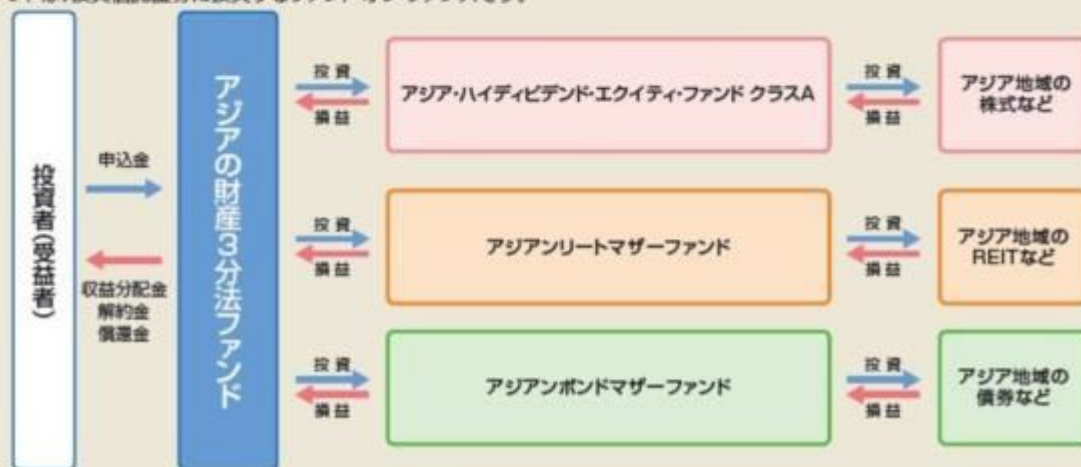 投資者(受益者)
申込金
収益分配金
解約金
償還金
アジアの財産3分法ファンド
投資
損益
アジア・ハイディビデンド・エクイティ・ファンド クラスA
投資
損益
アジア地域の
株式など
投資
損益
アジアンリートマザーファンド
投資
損益
アジア地域の
REITなど
投資
損益
アジアンボンドマザーファンド
投資
損益
アジア地域の
債券など